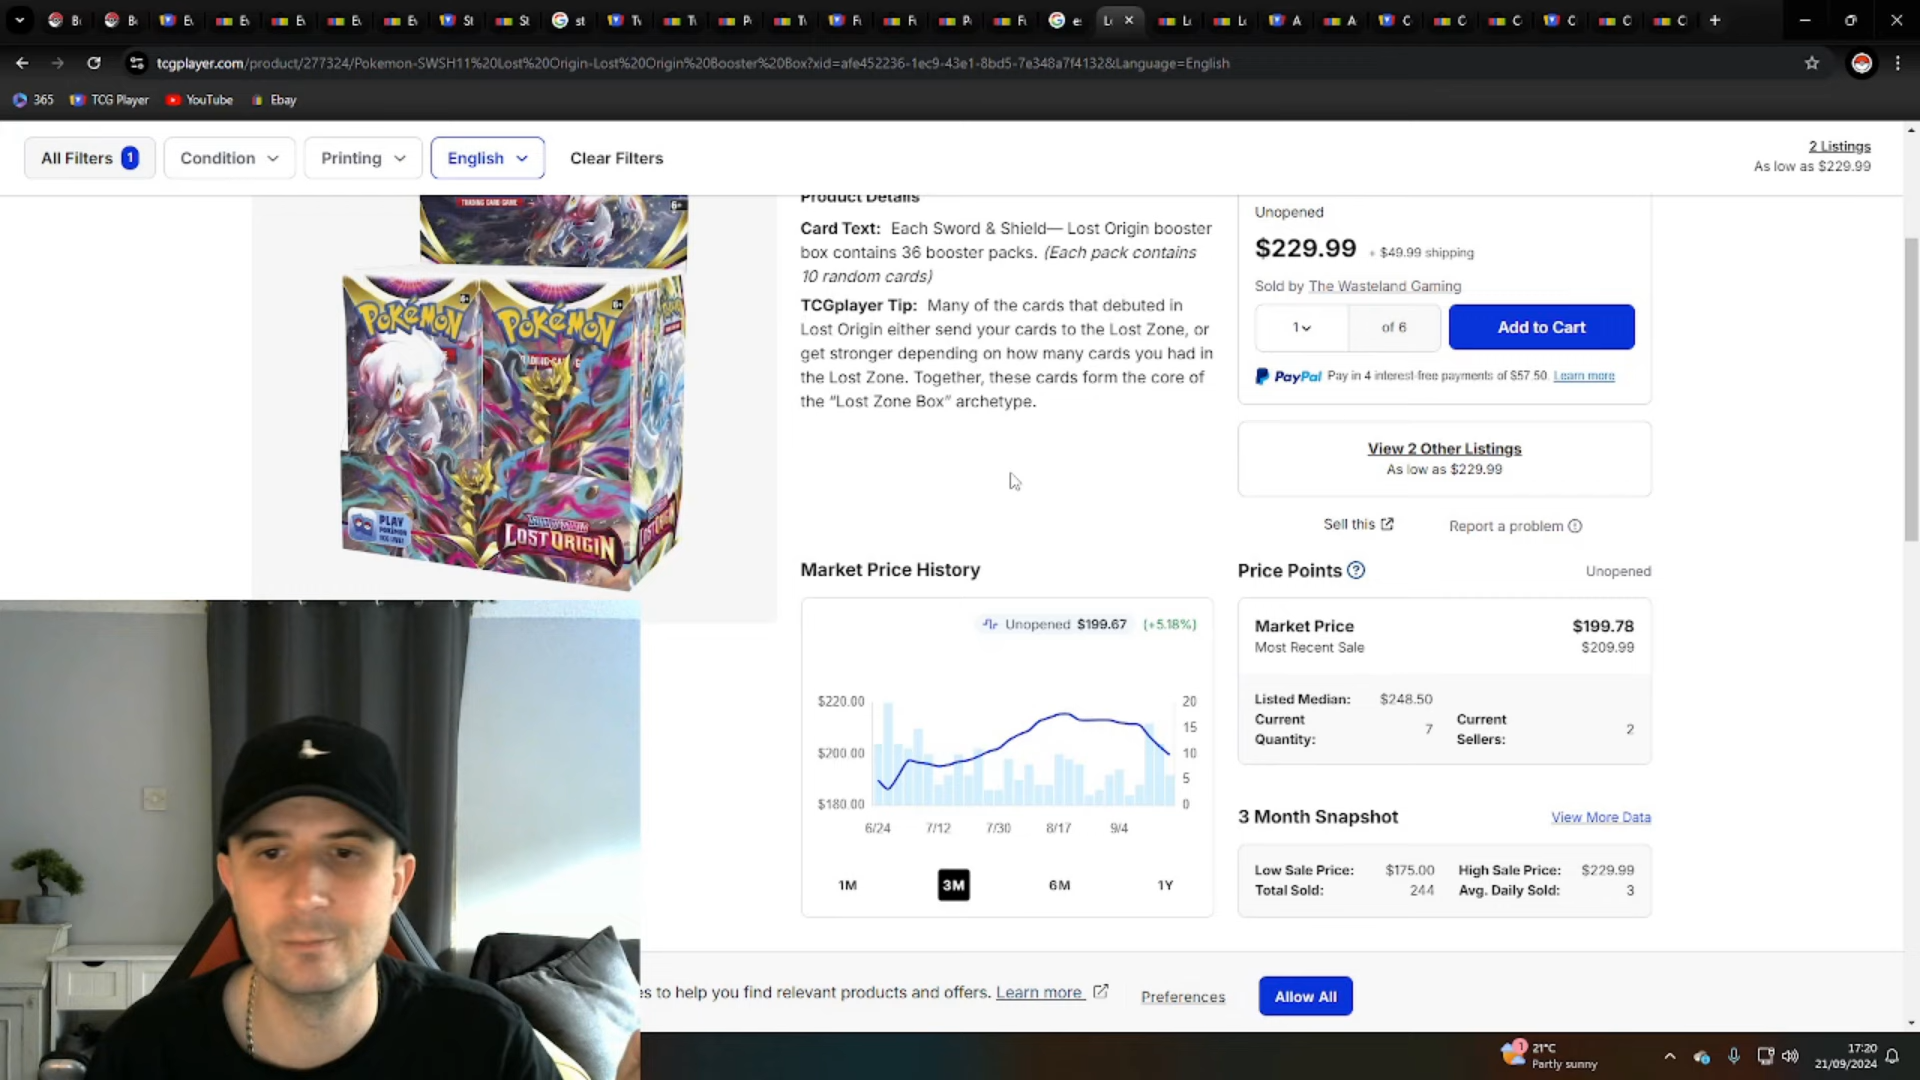 tcgplayer.com/product/277324/Pokemon-SWSH11%20Lost%20Origin-Lost%20Origin%20Booster%20Box?xid=afe452236-1ec9-43e1-8bd5-7e348a7f4132&Language=English
365 TCG Player YouTube Ebay
All Filters 1 Condition Printing English Clear Filters
2 Listings
As low as $229.99
Product Details
Card Text: Each Sword & Shield— Lost Origin booster
box contains 36 booster packs. (Each pack contains
10 random cards)
TCGplayer Tip: Many of the cards that debuted in
Lost Origin either send your cards to the Lost Zone, or
get stronger depending on how many cards you had in
the Lost Zone. Together, these cards form the core of
the “Lost Zone Box” archetype.
TRADING CARD GAME
6+
POKÉMON
POKÉMON
PLAY
LOST ORIGIN
Unopened
$229.99 + $49.99 shipping
Sold by The Wasteland Gaming
1 of 6 Add to Cart
PayPal Pay in 4 interest-free payments of $57.50. Learn more
View 2 Other Listings
As low as $229.99
Sell this Report a problem
Market Price History
Unopened $199.67 (+5.18%)
$220.00 20
15
$200.00 10
5
$180.00 0
6/24 7/12 7/30 8/17 9/4
1M 3M 6M 1Y
Price Points ? Unopened
Market Price $199.78
Most Recent Sale $209.99
Listed Median: $248.50
Current Quantity: 7 Current Sellers: 2
3 Month Snapshot View More Data
Low Sale Price: $175.00 High Sale Price: $229.99
Total Sold: 244 Avg. Daily Sold: 3
es to help you find relevant products and offers. Learn more Preferences Allow All
1 21°C
Partly sunny
17:20
21/09/2024